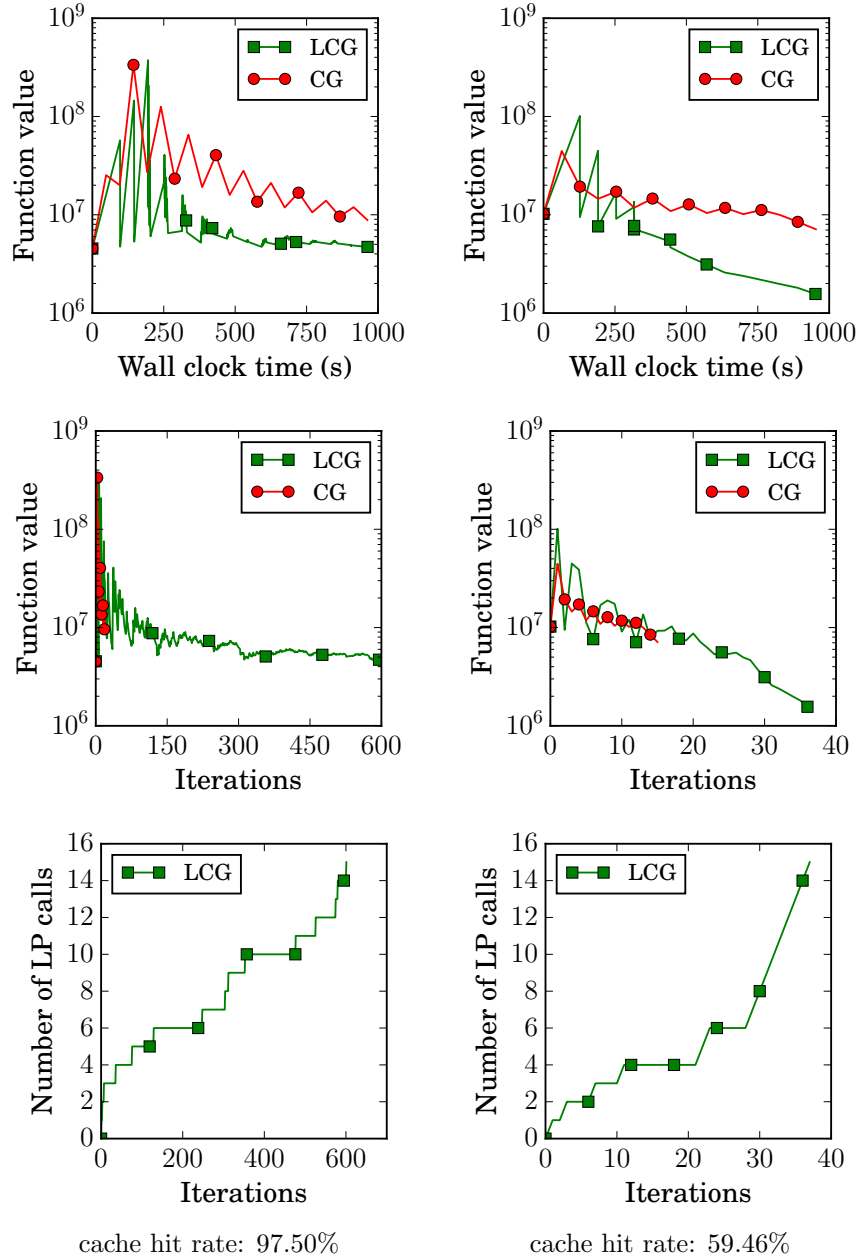 10^9
10^8
10^7
10^6
Function value
LCG
CG
0 250 500 750 1000
Wall clock time (s)
10^9
10^8
10^7
10^6
Function value
LCG
CG
0 250 500 750 1000
Wall clock time (s)
10^9
10^8
10^7
10^6
Function value
LCG
CG
0 150 300 450 600
Iterations
10^9
10^8
10^7
10^6
Function value
LCG
CG
0 10 20 30 40
Iterations
16
14
12
10
8
6
4
2
0
Number of LP calls
LCG
0 200 400 600
Iterations
16
14
12
10
8
6
4
2
0
Number of LP calls
LCG
0 10 20 30 40
Iterations
cache hit rate: 97.50%
cache hit rate: 59.46%